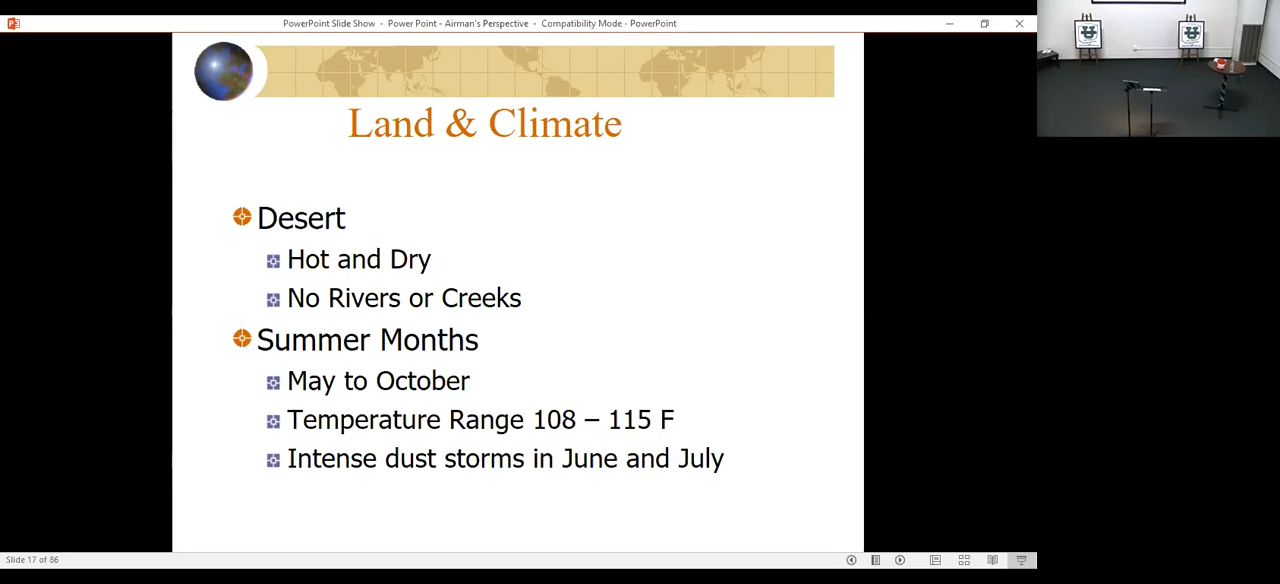 PowerPoint Slide Show - Power Point - Airman's Perspective - Compatibility Mode - PowerPoint
Land & Climate
Desert
Hot and Dry
No Rivers or Creeks
Summer Months
May to October
Temperature Range 108 – 115 F
Intense dust storms in June and July
Slide 17 of 86